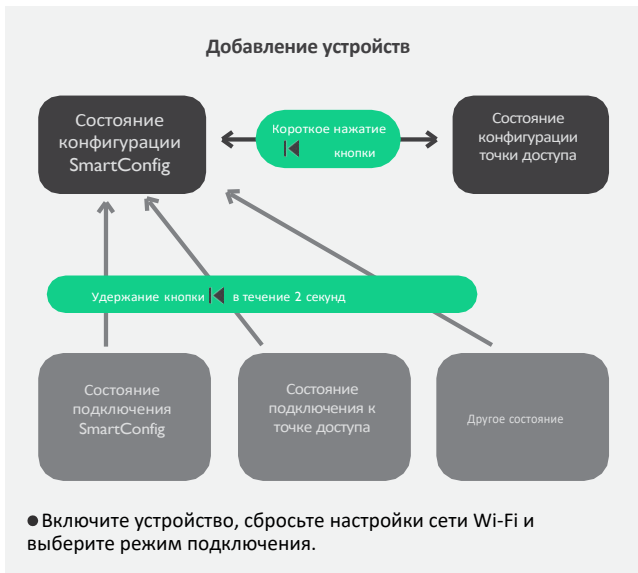 Добавление устройств
Состояние
конфигурации
SmartConfig
Короткое нажатие
кнопки
Состояние
конфигурации
точки доступа
Удержание кнопки в течение 2 секунд
Состояние
подключения
SmartConfig
Состояние
подключения к
точке доступа
Другое состояние
●Включите устройство, сбросьте настройки сети Wi-Fi и
выберите режим подключения.